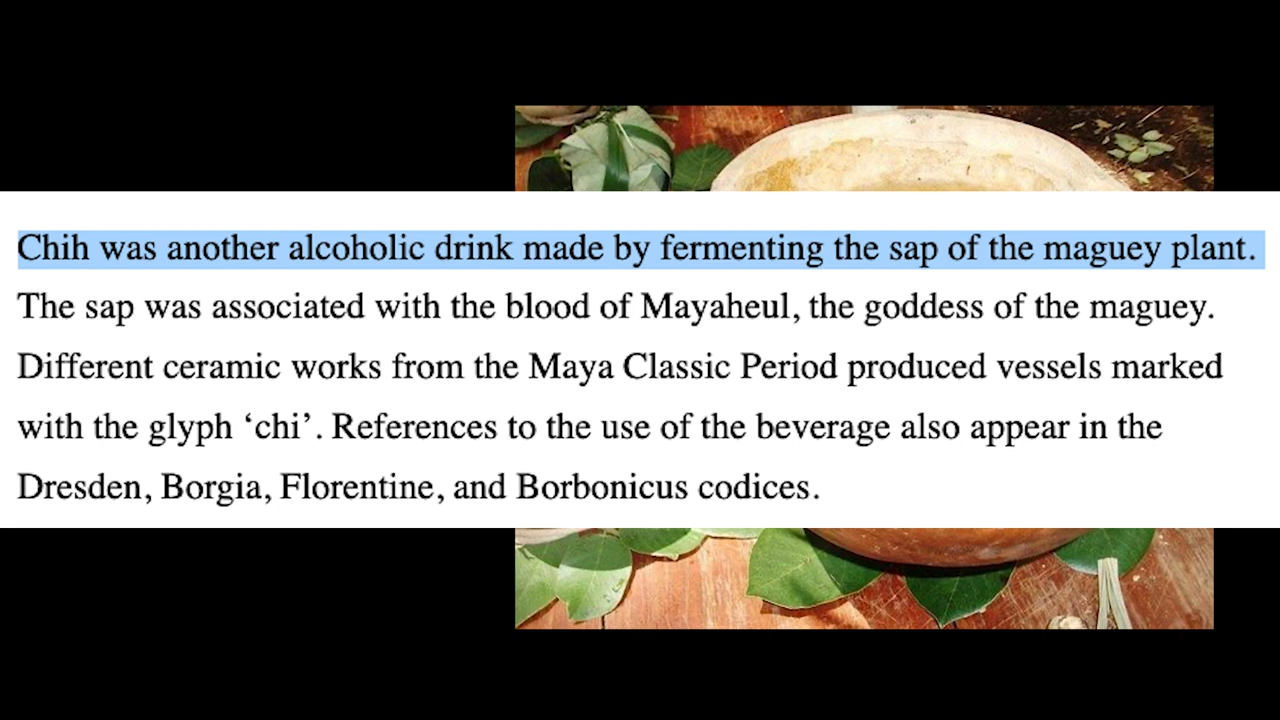 Chih was another alcoholic drink made by fermenting the sap of the maguey plant.
The sap was associated with the blood of Mayaheul, the goddess of the maguey.
Different ceramic works from the Maya Classic Period produced vessels marked
with the glyph ‘chi’. References to the use of the beverage also appear in the
Dresden, Borgia, Florentine, and Borbonicus codices.